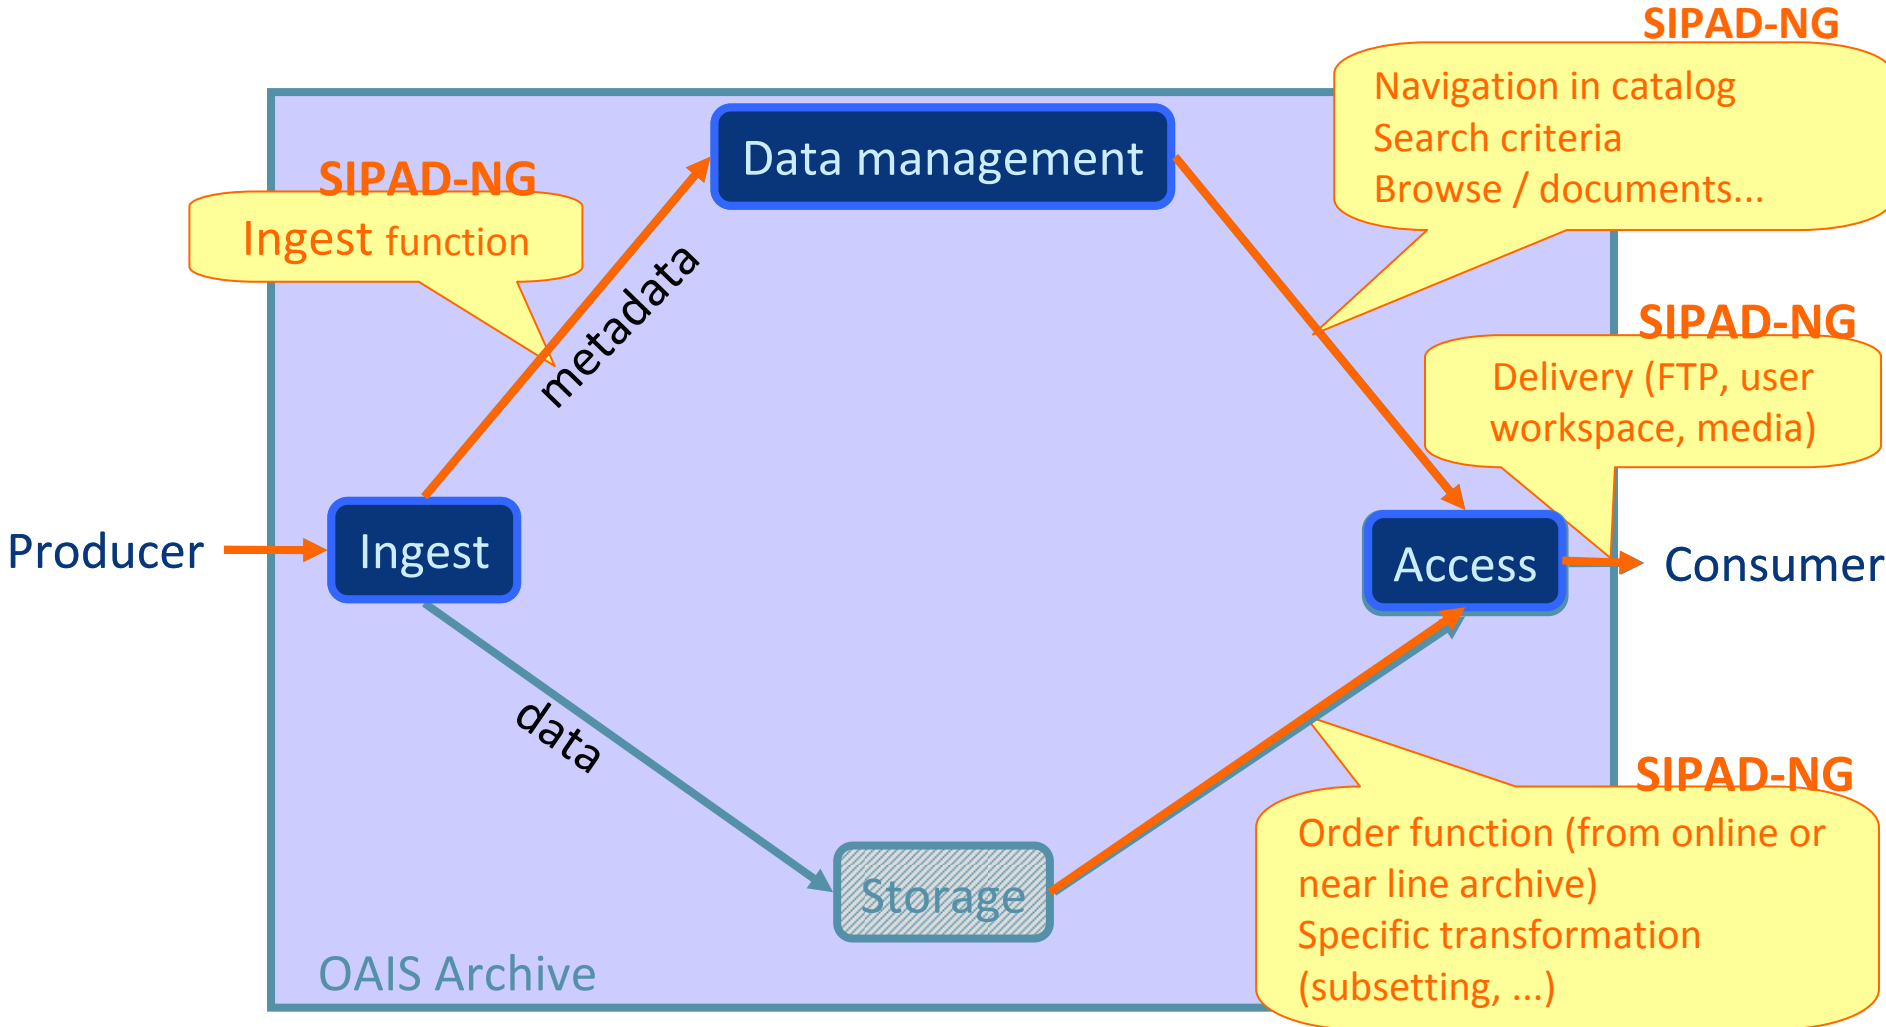 SIPAD-NG
Navigation in catalog
Search criteria
Browse / documents...
Data management
SIPAD-NG
Ingest function
metadata
SIPAD-NG
Delivery (FTP, user
workspace, media)
Producer
Ingest
Access
Consumer
data
SIPAD-NG
Order function (from online or
near line archive)
Specific transformation
(subsetting, ...)
Storage
OAIS Archive